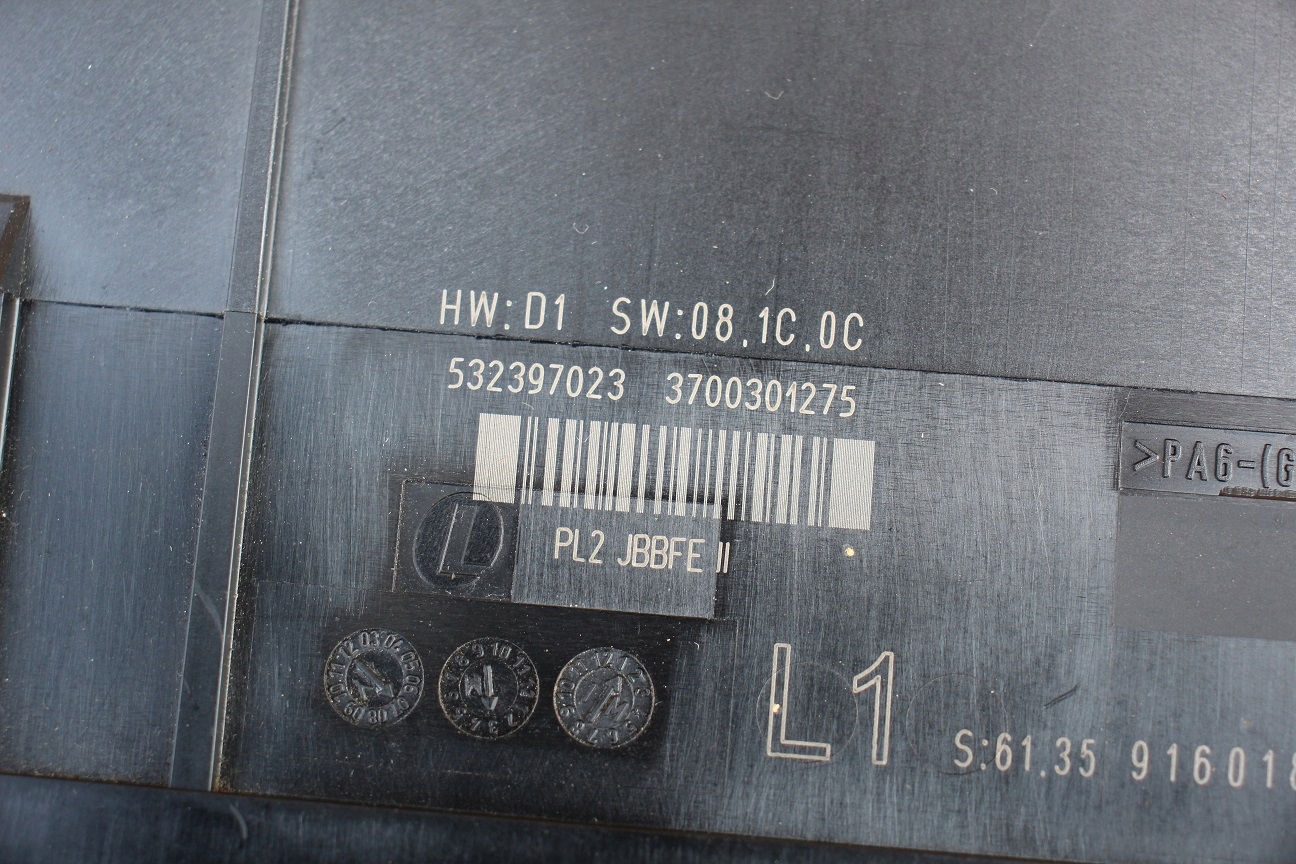 HW:D1 SW:08.1C.0C
532397023 3700301275
>PA6-(G
L
PL2 JBBFE II
L1
S:61.35 916018